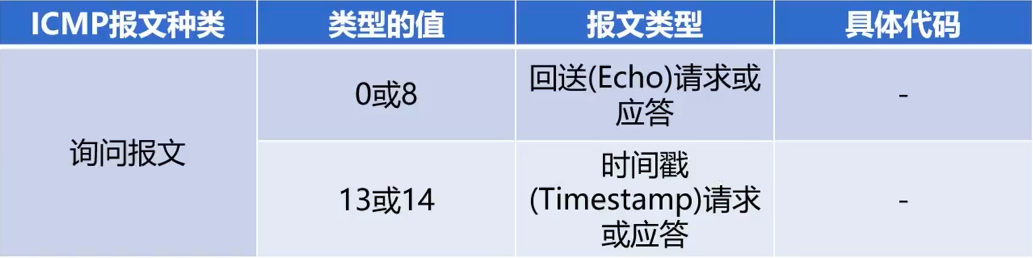 ICMP报文种类 类型的值 报文类型 具体代码
询问报文
0或8
回送(Echo)请求或
应答
-
13或14
时间戳
(Timestamp)请求
或应答
-